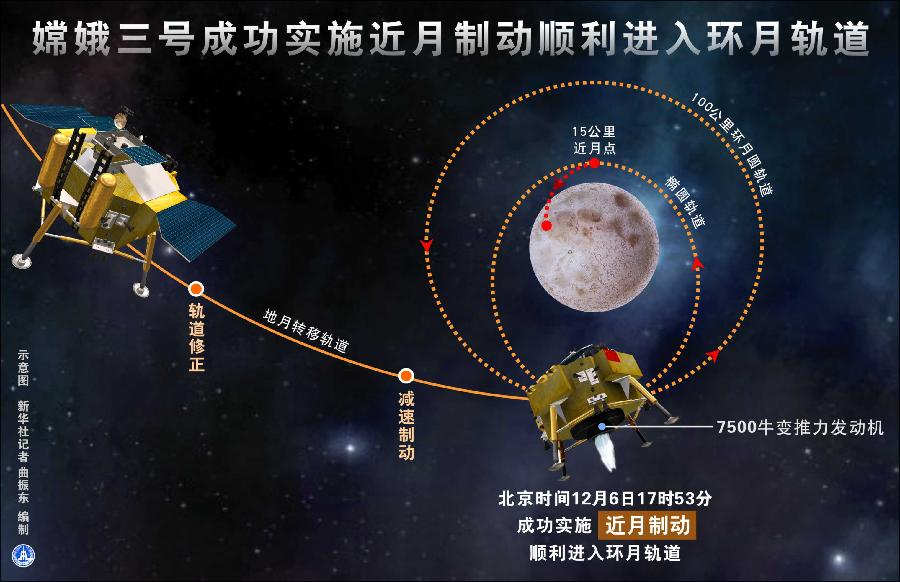 嫦娥三号成功实施近月制动顺利进入环月轨道
15公里
近月点
100公里环月圆轨道
椭圆轨道
轨道修正
地月转移轨道
减速制动
7500牛变推力发动机
北京时间12月6日17时53分
成功实施 近月制动
顺利进入环月轨道
示意图 新华社记者 曲振东 编制